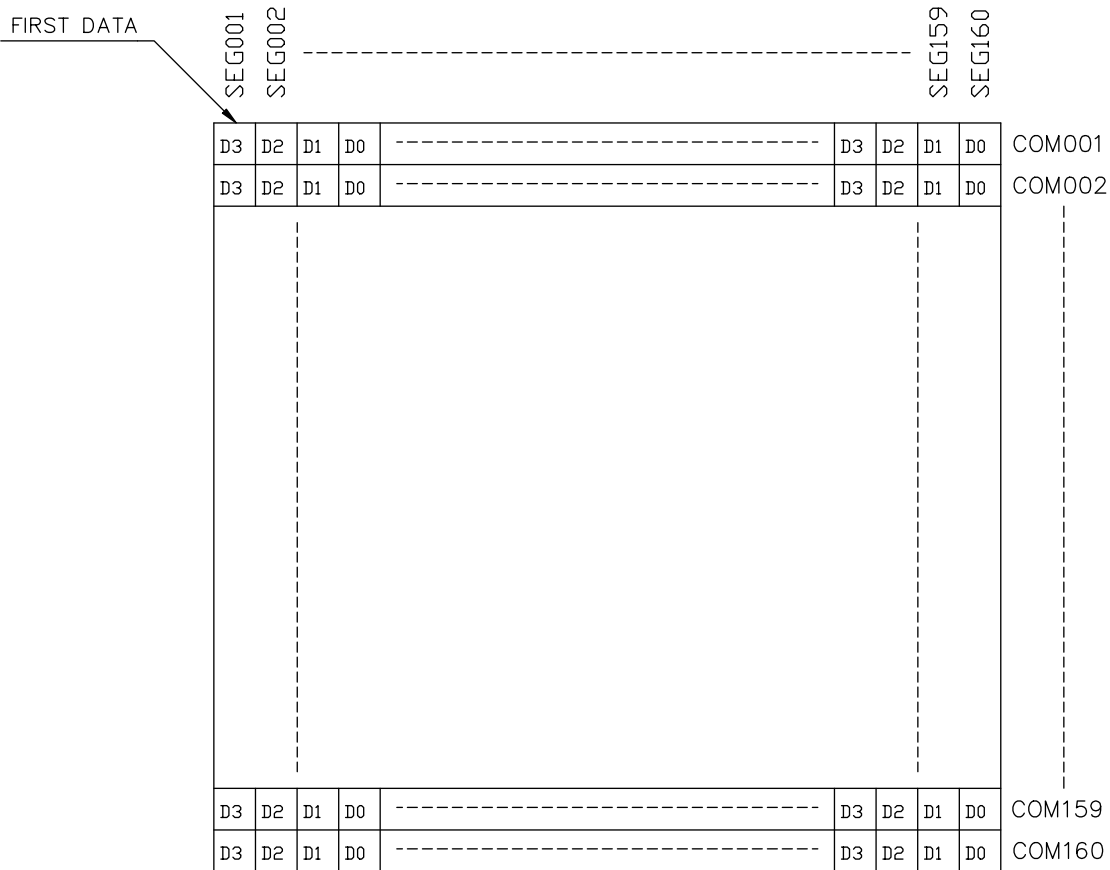 FIRST DATA
SEG001 SEG002 SEG159 SEG160
D3 D2 D1 D0 D3 D2 D1 D0 COM001
D3 D2 D1 D0 D3 D2 D1 D0 COM002
D3 D2 D1 D0 D3 D2 D1 D0 COM159
D3 D2 D1 D0 D3 D2 D1 D0 COM160